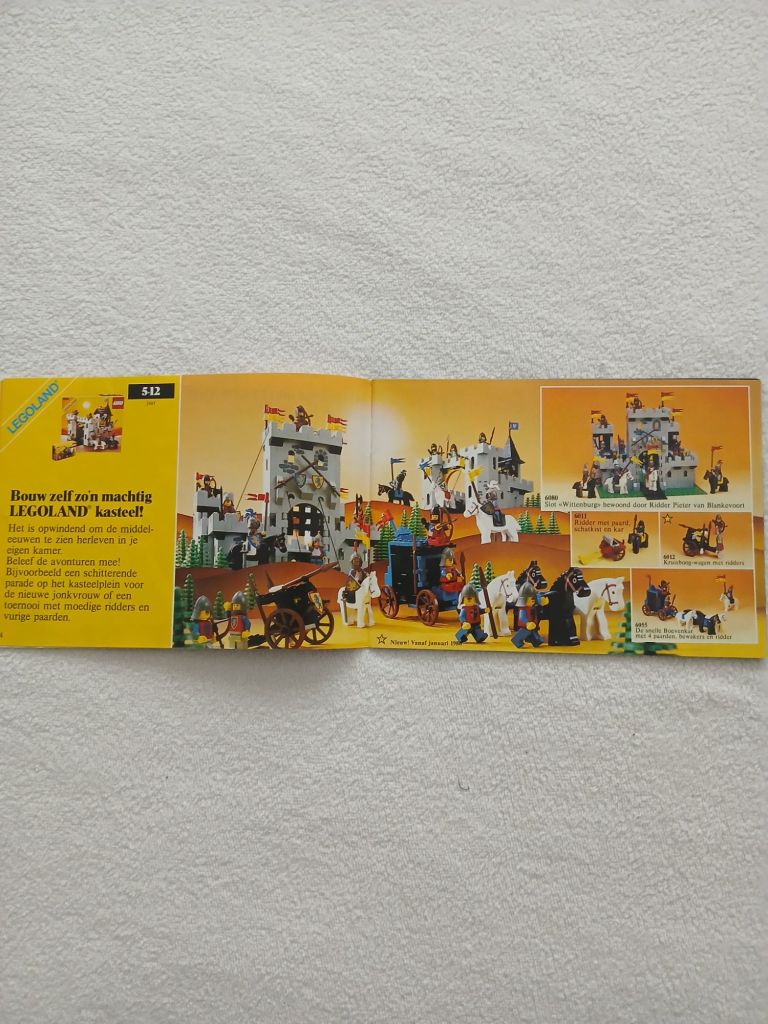 LEGOLAND®
5-12
LEGO
Bouw zelf zo'n machtig
LEGOLAND® kasteel!
Het is opwindend om de middel-
eeuwen te zien herleven in je
eigen kamer.
Beleef de avonturen mee!
Bijvoorbeeld een schitterende
parade op het kasteelplein voor
de nieuwe jonkvrouw of een
toernooi met moedige ridders en
vurige paarden.
4
Nieuw! Vanaf januari
6080
Slot «Wittenburg» bewoond door Ridder Pieter van Blankevoort
6011
Ridder met paard,
schatkist en kar
6012
Kruisboog-wagen met ridders
6055
De snelle Boevenkar
met 4 paarden, bewakers en ridder